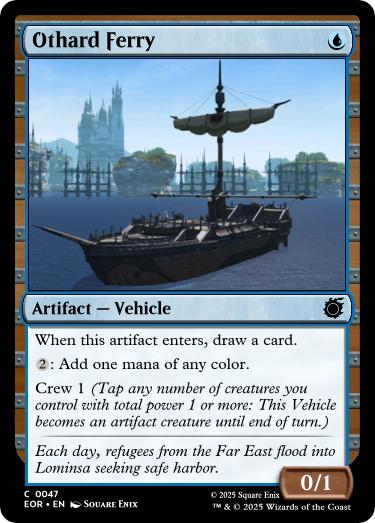 Othard Ferry
Artifact — Vehicle
When this artifact enters, draw a card.
2: Add one mana of any color.
Crew 1 (Tap any number of creatures you
control with total power 1 or more: This Vehicle
becomes an artifact creature until end of turn.)
Each day, refugees from the Far East flood into
Lominsa seeking safe harbor.
0/1
C 0047
EOR • EN Square Enix
© 2025 Square Enix
™ & © 2025 Wizards of the Coast